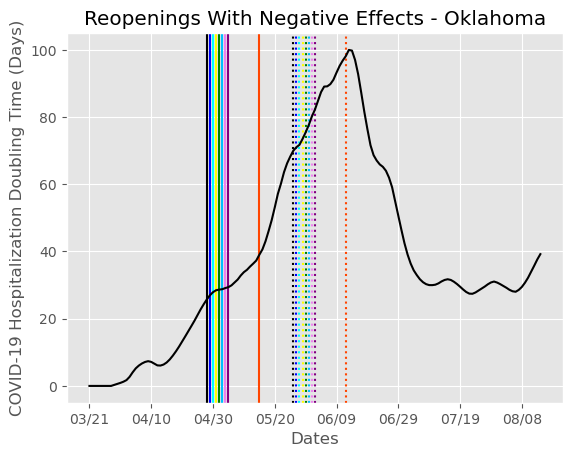 Reopenings With Negative Effects - Oklahoma
COVID-19 Hospitalization Doubling Time (Days)
100
80
60
40
20
0
03/21 04/10 04/30 05/20 06/09 06/29 07/19 08/08
Dates